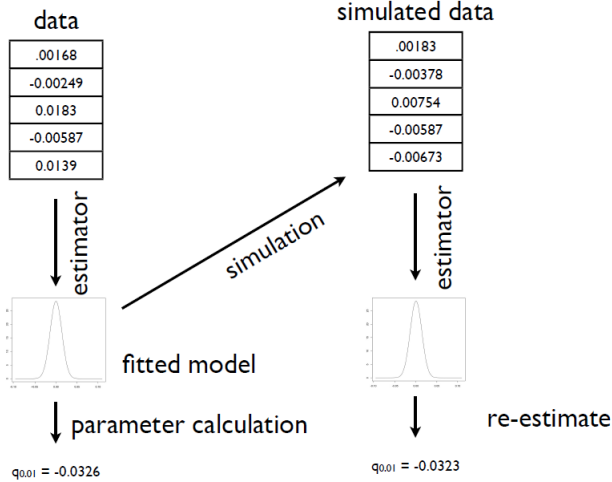 data
.00168
-0.00249
0.0183
-0.00587
0.0139
estimator
fitted model
parameter calculation
q0.01 = -0.0326
simulation
simulated data
.00183
-0.00378
0.00754
-0.00587
-0.00673
estimator
re-estimate
q0.01 = -0.0323